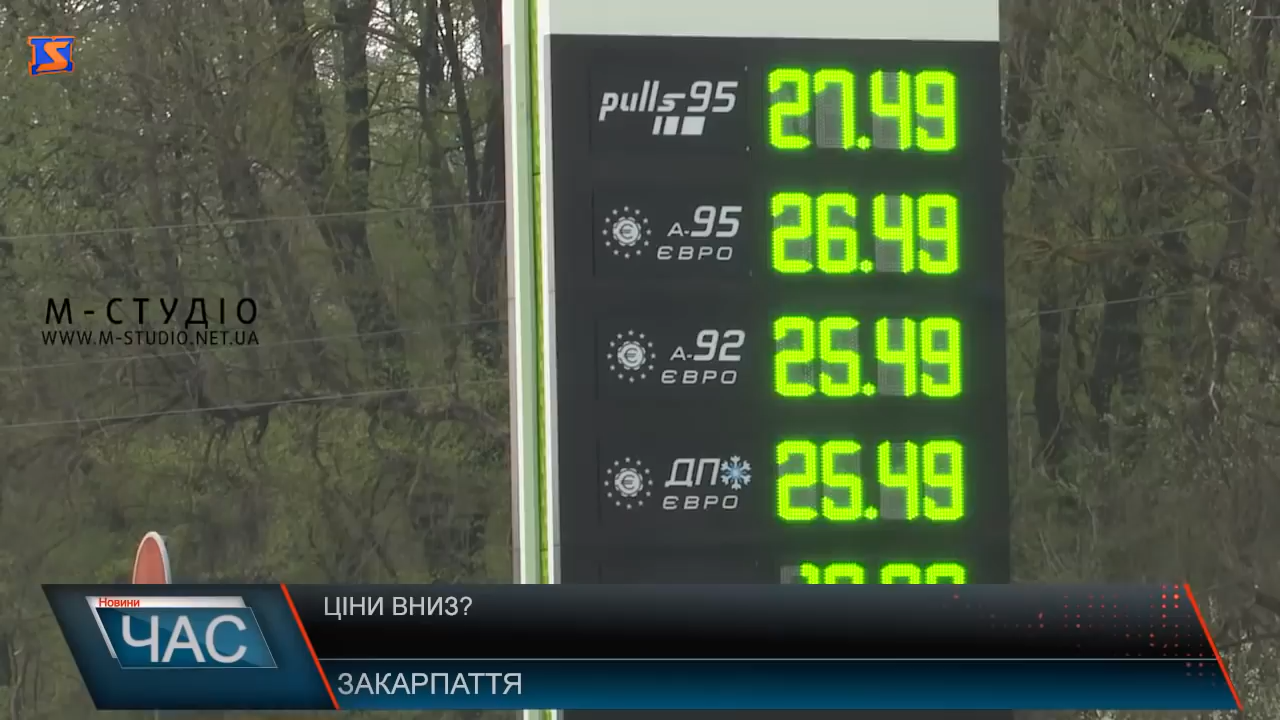 pulls 95 27.49
А-95 ЄВРО 26.49
А-92 ЄВРО 25.49
ДП ЄВРО 25.49
М-СТУДІО
WWW.M-STUDIO.NET.UA
Новини
ЧАС
ЦІНИ ВНИЗ?
ЗАКАРПАТТЯ